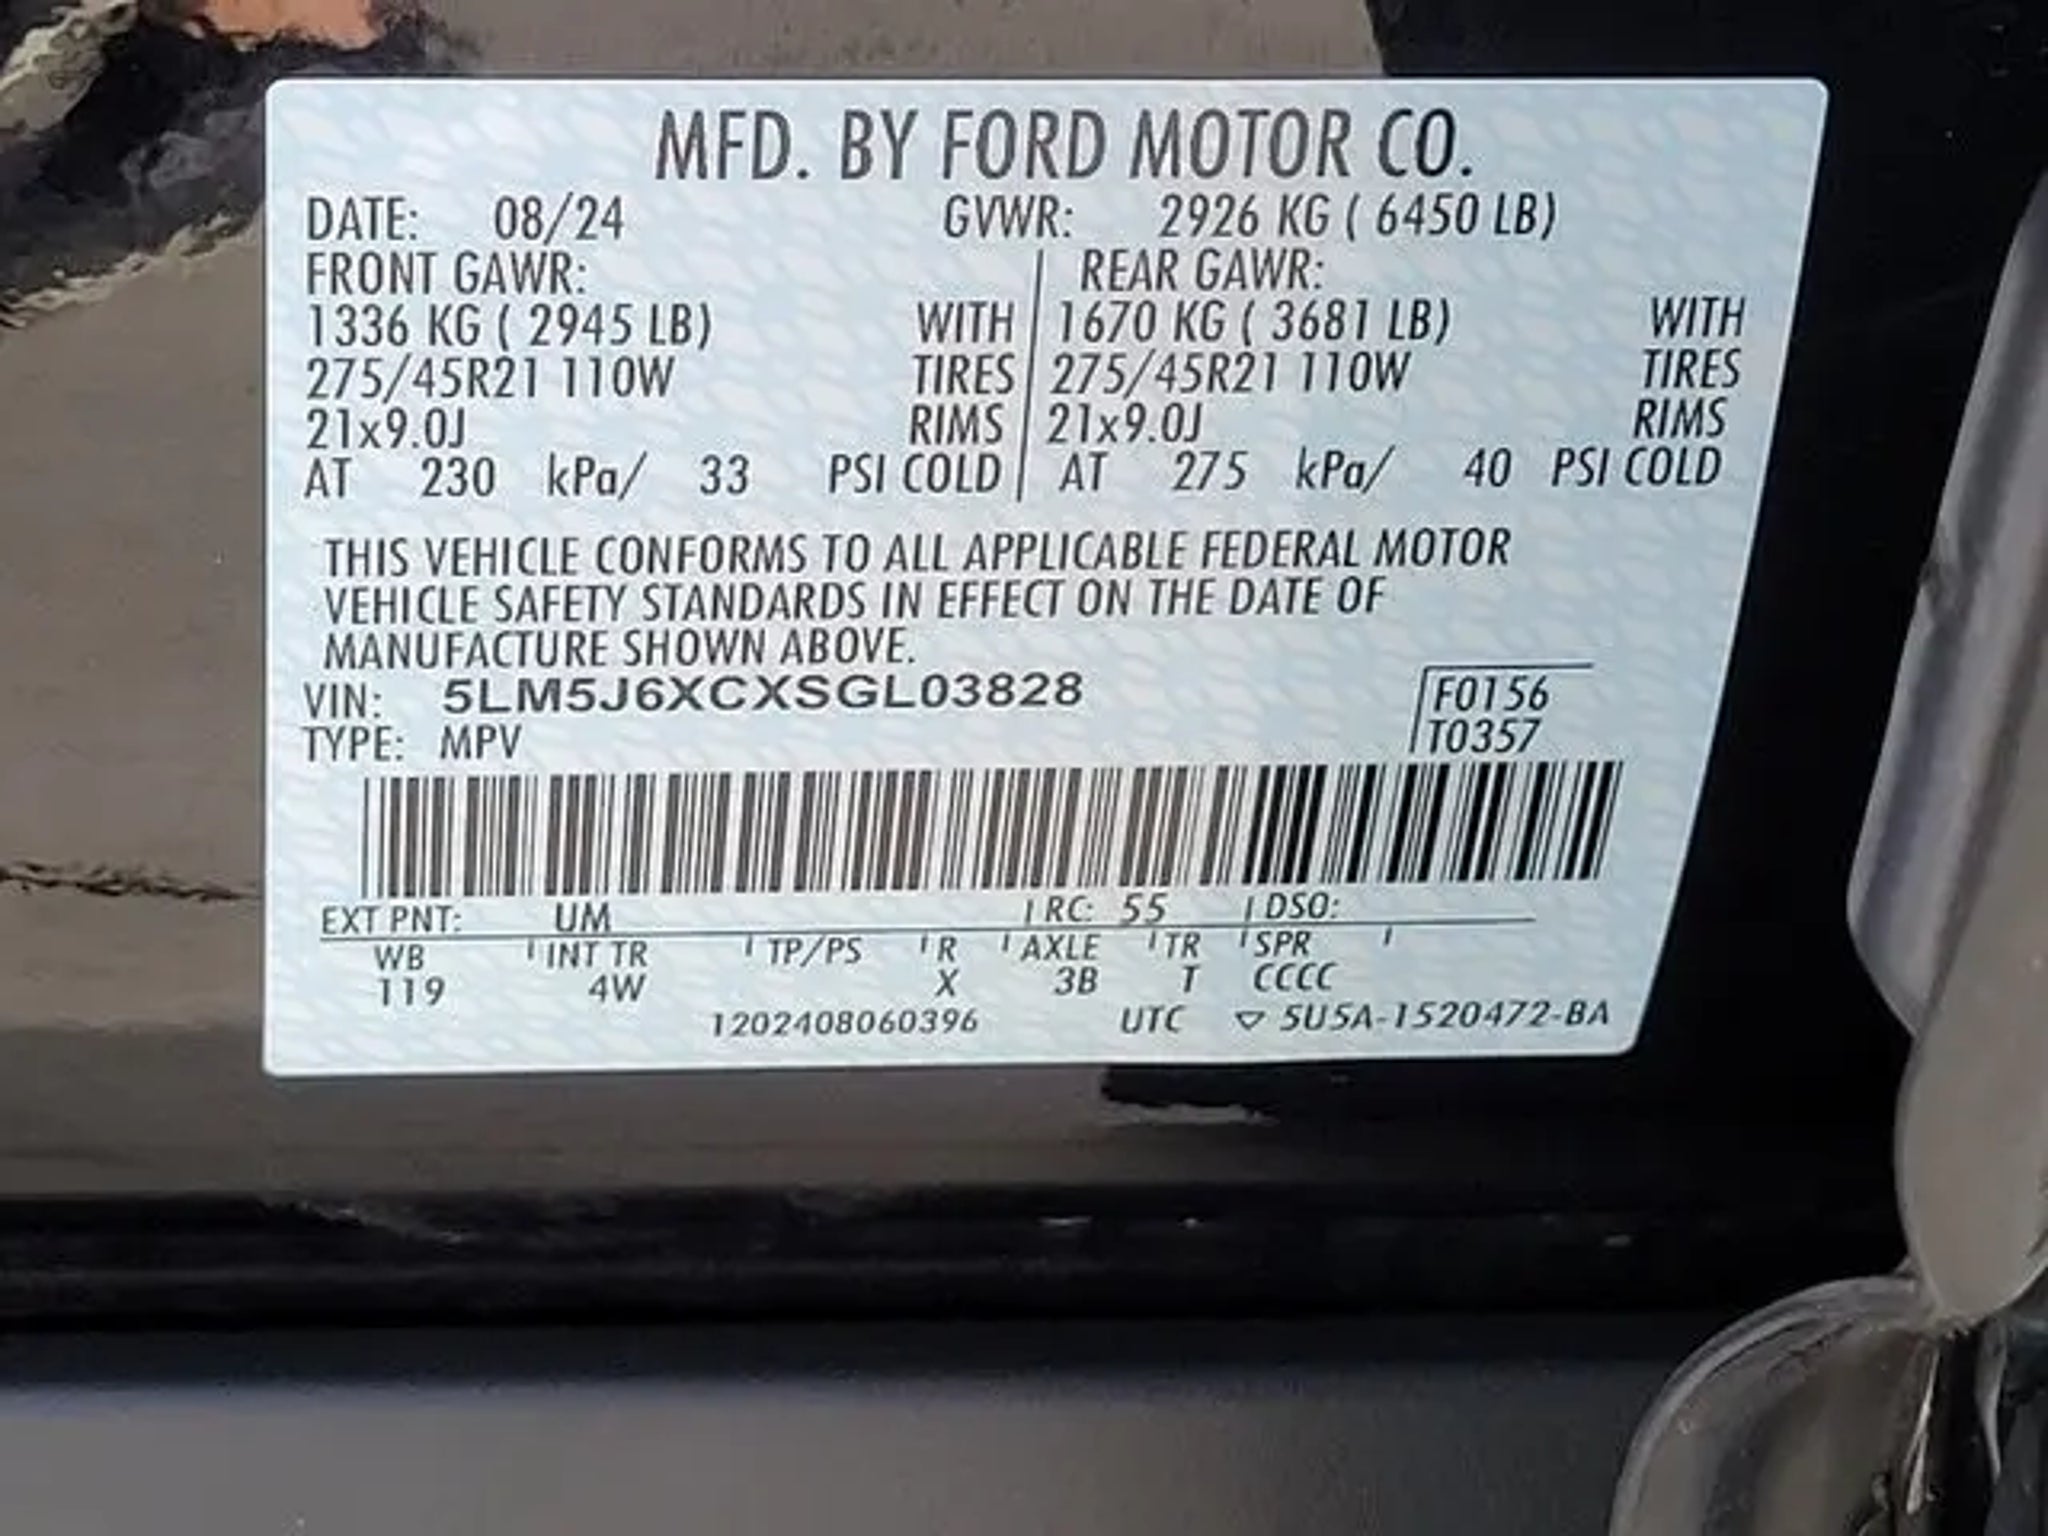 MFD. BY FORD MOTOR CO.
DATE: 08/24 GVWR: 2926 KG ( 6450 LB)
FRONT GAWR: REAR GAWR:
1336 KG ( 2945 LB) WITH 1670 KG ( 3681 LB) WITH
275/45R21 110W TIRES 275/45R21 110W TIRES
21x9.0J RIMS 21x9.0J RIMS
AT 230 kPa/ 33 PSI COLD AT 275 kPa/ 40 PSI COLD
THIS VEHICLE CONFORMS TO ALL APPLICABLE FEDERAL MOTOR
VEHICLE SAFETY STANDARDS IN EFFECT ON THE DATE OF
MANUFACTURE SHOWN ABOVE.
VIN: 5LM5J6XCXSGL03828 F0156
TYPE: MPV T0357
EXT PNT: UM RC: 55 DSO:
WB INT TR TP/PS R AXLE TR SPR
119 4W X 3B T CCCC
1202408060396 UTC ▽ 5U5A-1520472-BA